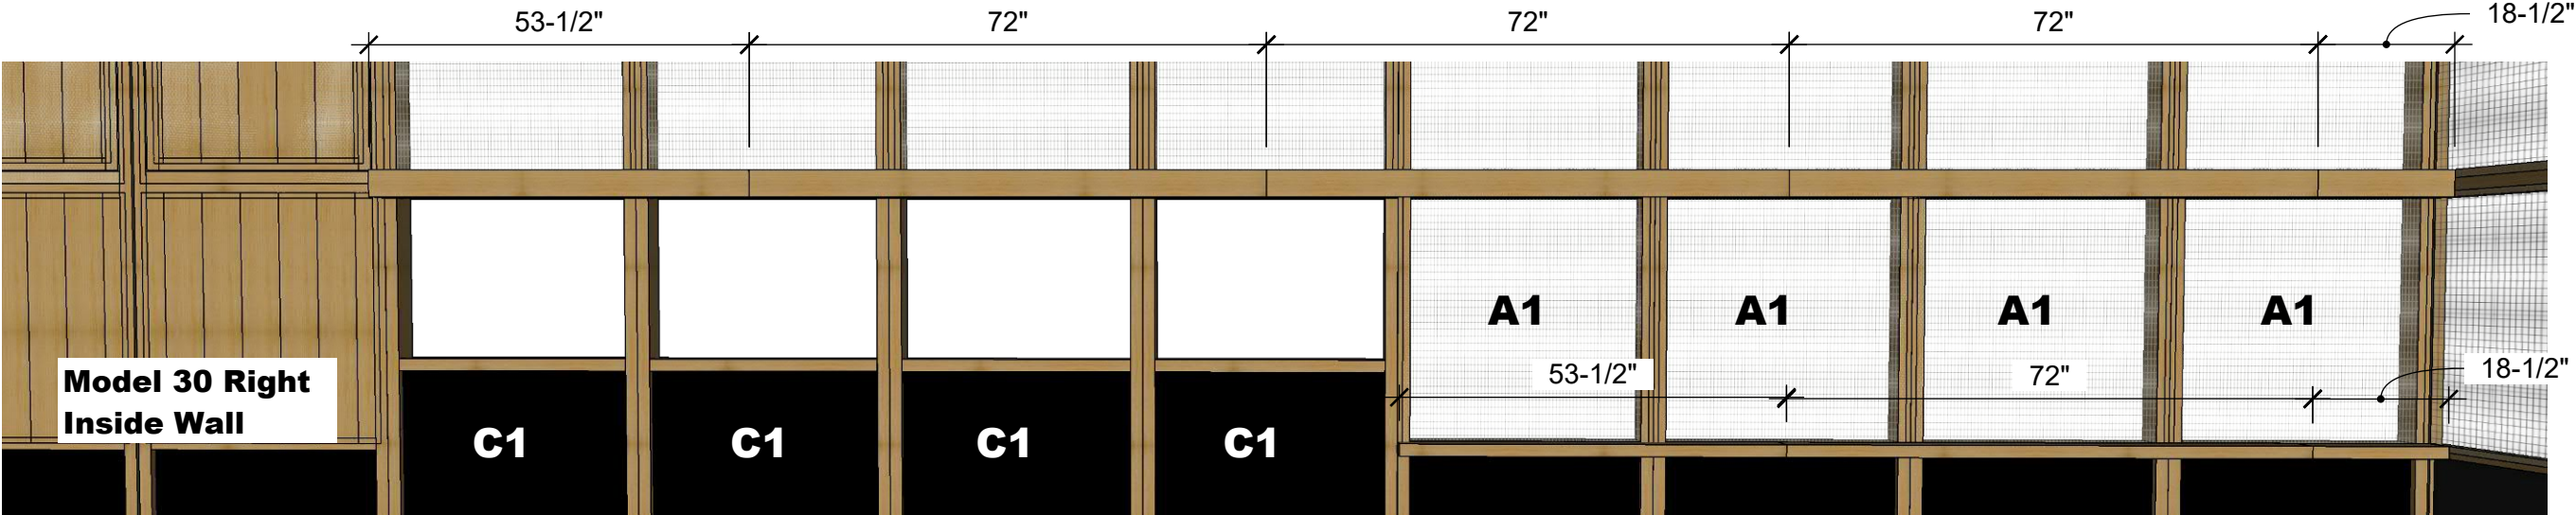 53-1/2"
72"
72"
72"
18-1/2"
A1
A1
A1
A1
53-1/2"
72"
18-1/2"
Model 30 Right
Inside Wall
C1
C1
C1
C1